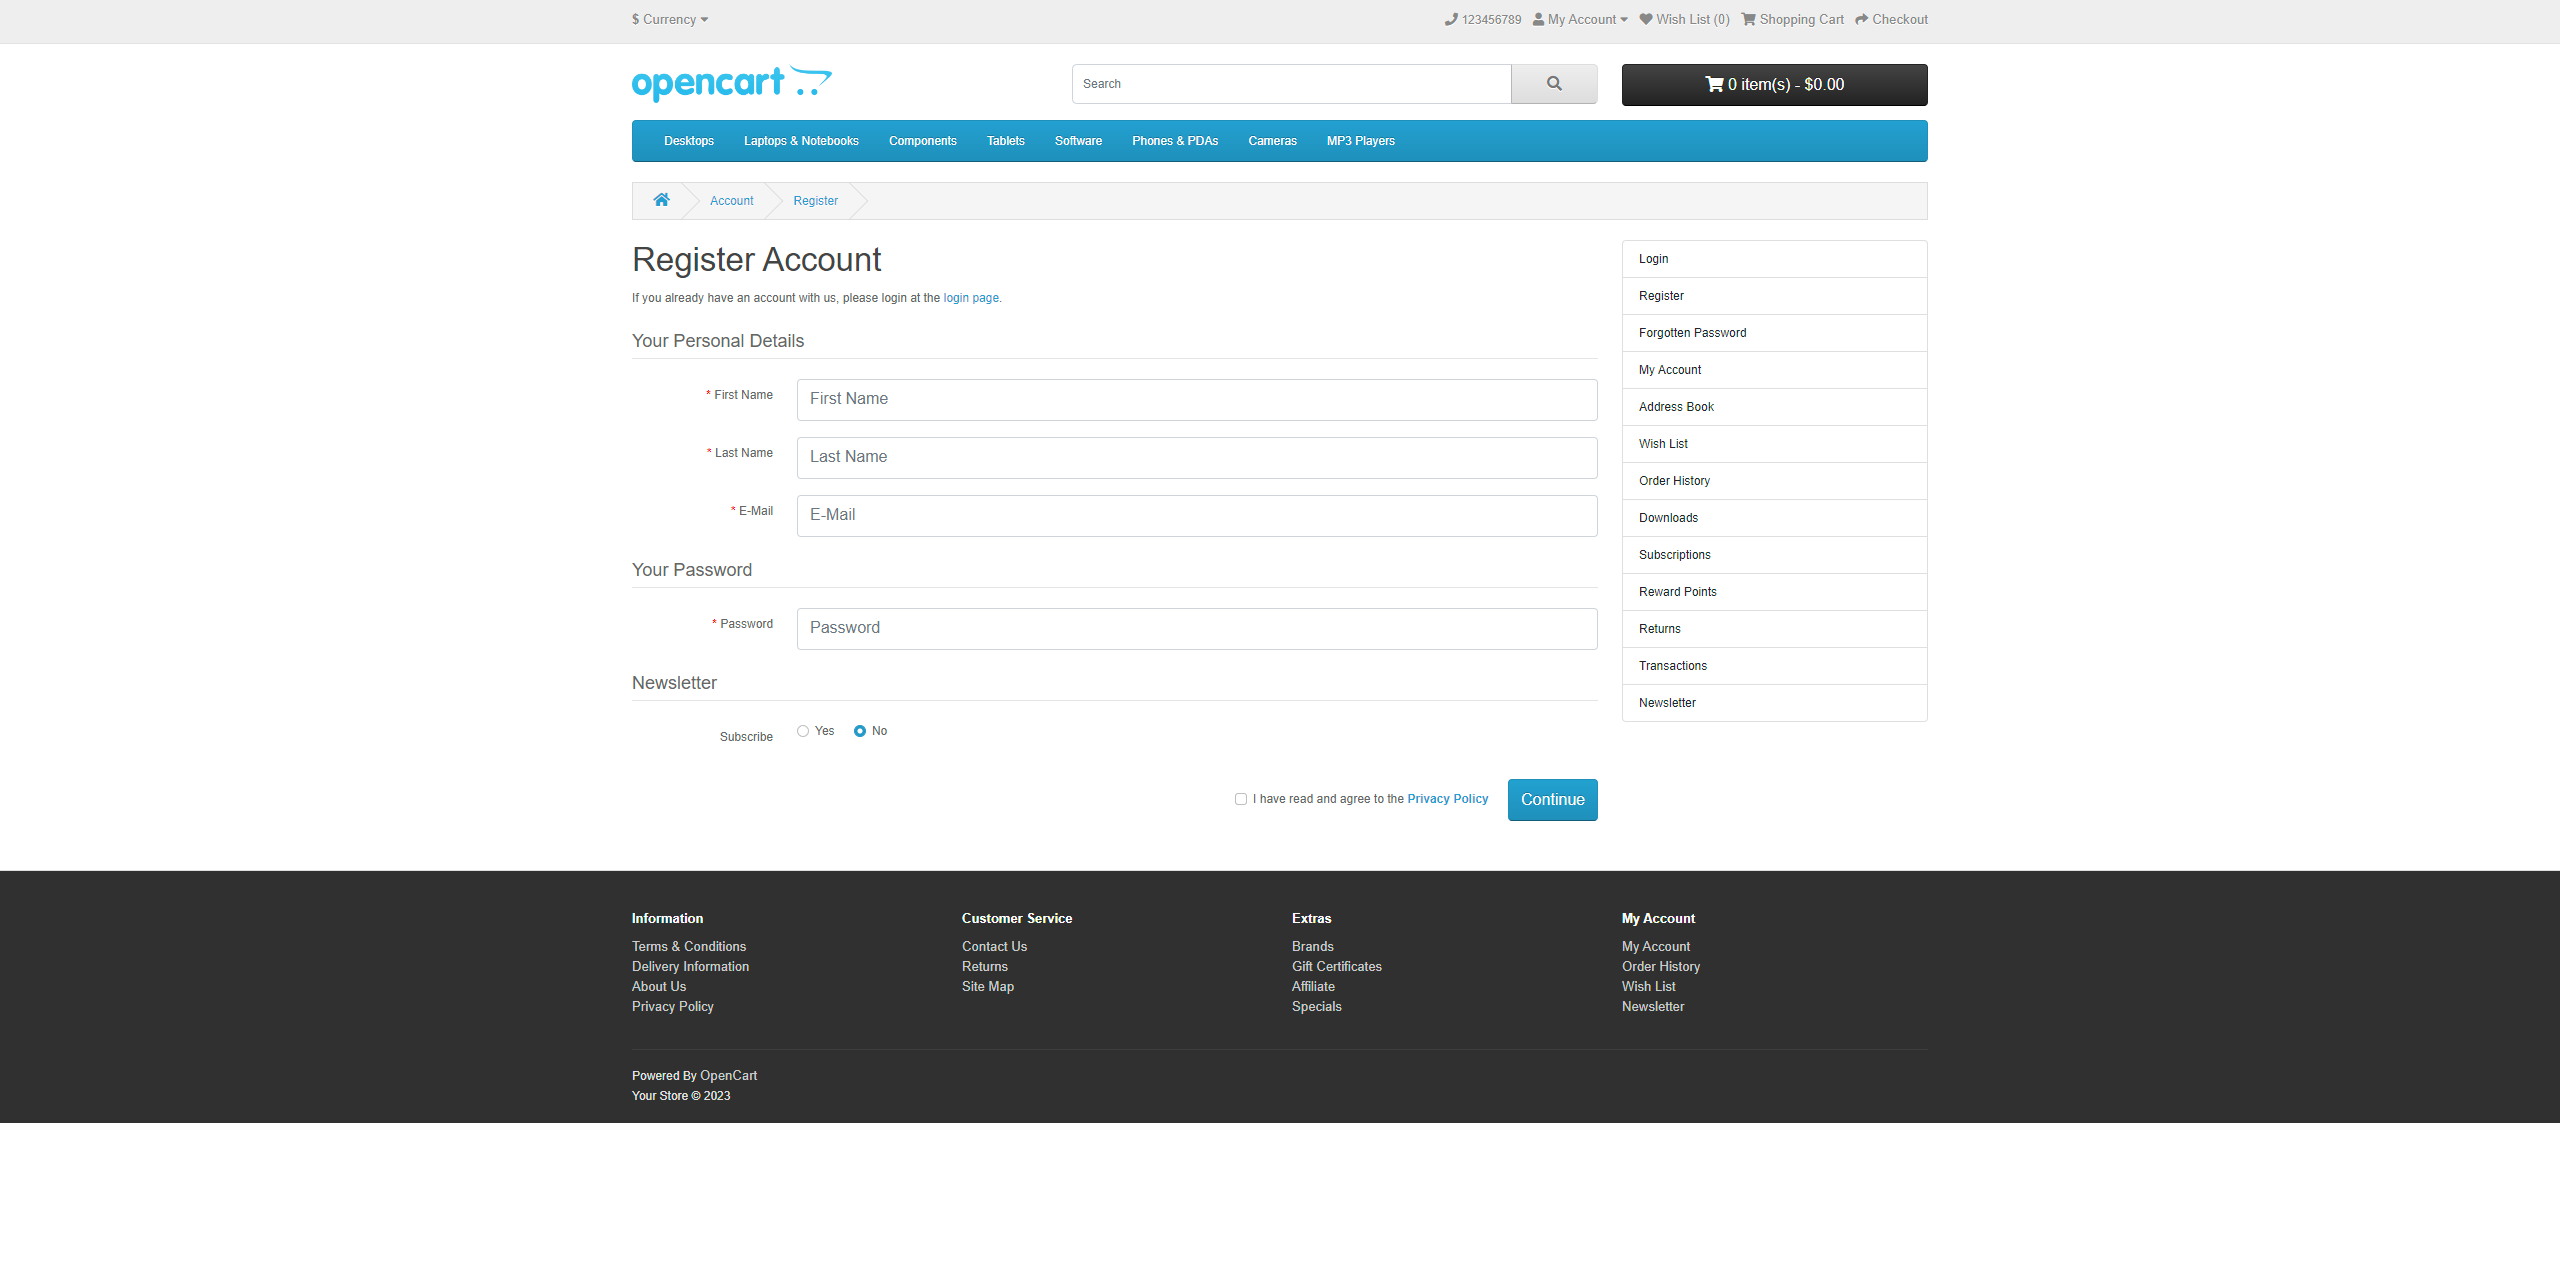 $ Currency
123456789 My Account Wish List (0) Shopping Cart Checkout
opencart
Search
0 item(s) - $0.00
Desktops Laptops & Notebooks Components Tablets Software Phones & PDAs Cameras MP3 Players
Account Register
Register Account
If you already have an account with us, please login at the login page.
Your Personal Details
* First Name First Name
* Last Name Last Name
* E-Mail E-Mail
Your Password
* Password Password
Newsletter
Subscribe Yes No
I have read and agree to the Privacy Policy Continue
Login
Register
Forgotten Password
My Account
Address Book
Wish List
Order History
Downloads
Subscriptions
Reward Points
Returns
Transactions
Newsletter
Information
Terms & Conditions
Delivery Information
About Us
Privacy Policy
Customer Service
Contact Us
Returns
Site Map
Extras
Brands
Gift Certificates
Affiliate
Specials
My Account
My Account
Order History
Wish List
Newsletter
Powered By OpenCart
Your Store © 2023